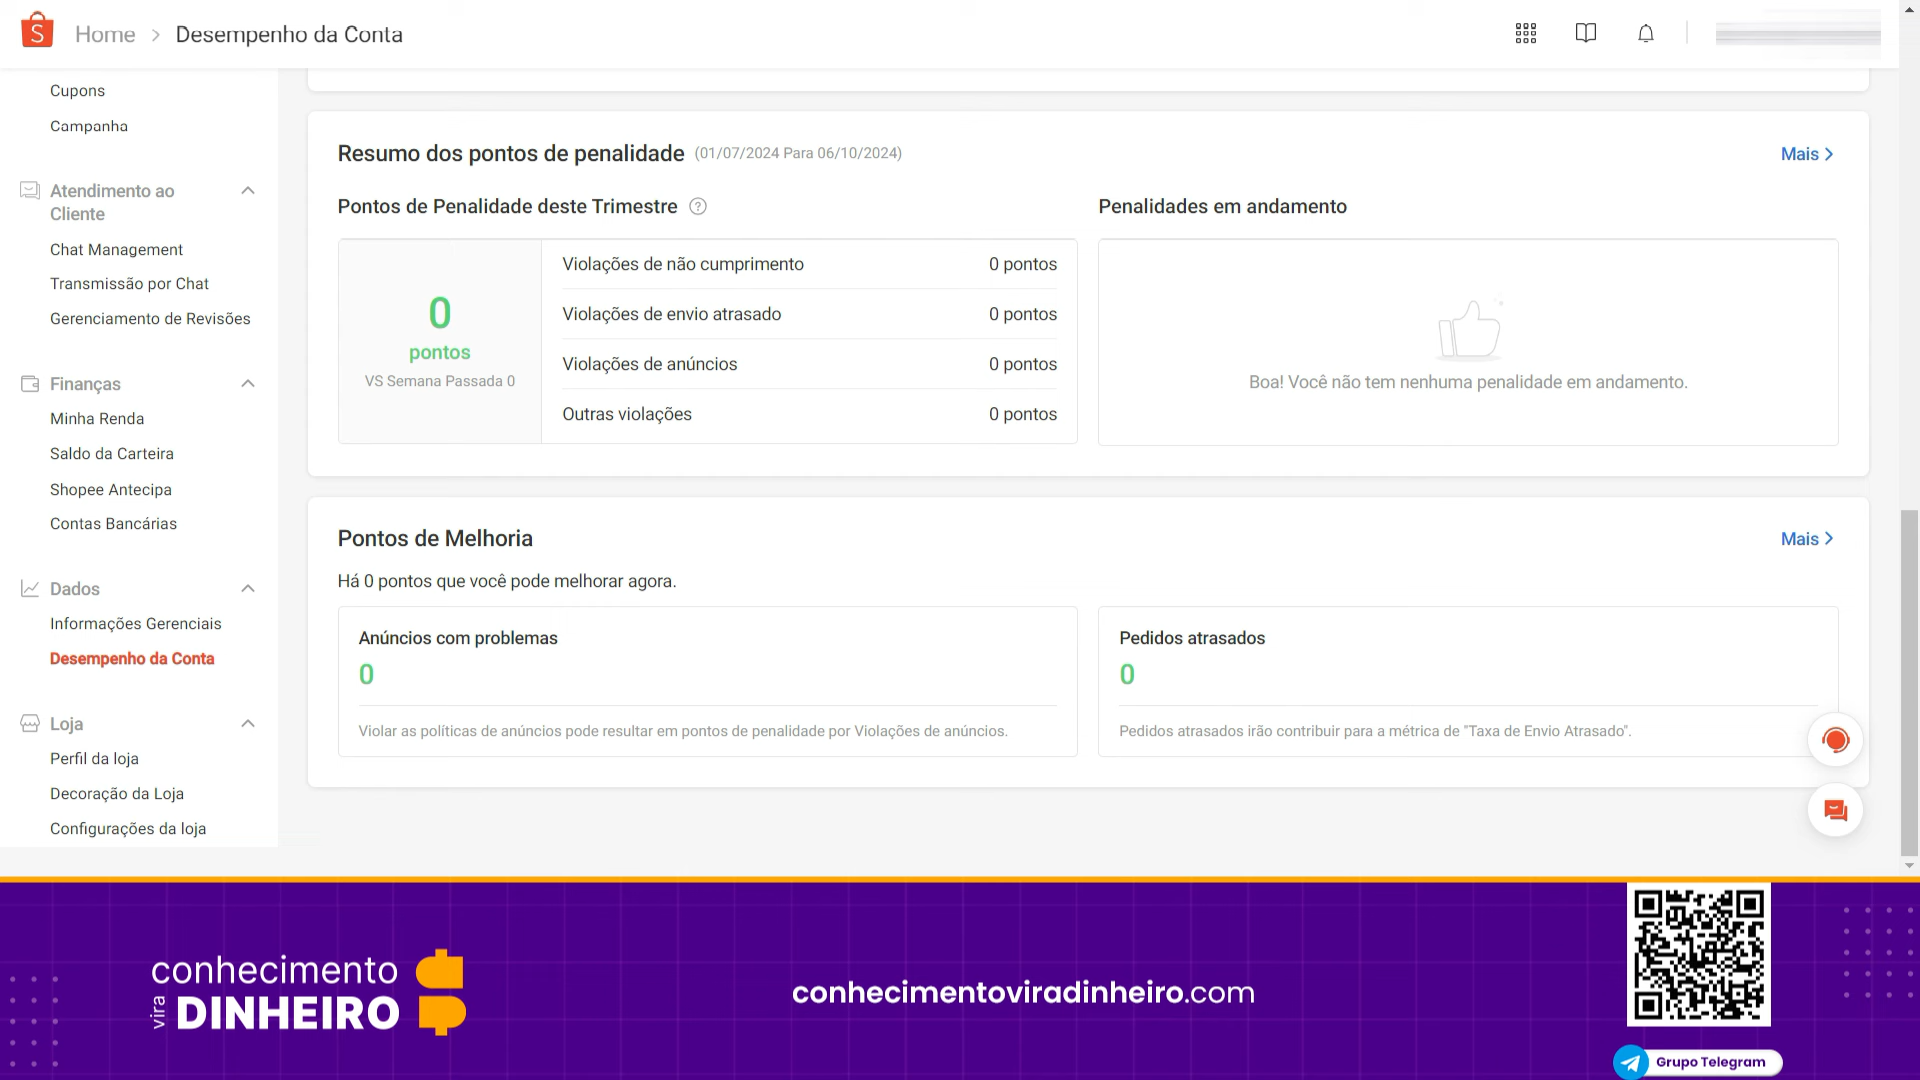 S
Home > Desempenho da Conta
Cupons
Campanha
Atendimento ao
Cliente
Chat Management
Transmissão por Chat
Gerenciamento de Revisões
Finanças
Minha Renda
Saldo da Carteira
Shopee Antecipa
Contas Bancárias
Dados
Informações Gerenciais
Desempenho da Conta
Loja
Perfil da loja
Decoração da Loja
Configurações da loja
Resumo dos pontos de penalidade (01/07/2024 Para 06/10/2024)
Mais >
Pontos de Penalidade deste Trimestre ?
0
pontos
VS Semana Passada 0
Violações de não cumprimento 0 pontos
Violações de envio atrasado 0 pontos
Violações de anúncios 0 pontos
Outras violações 0 pontos
Penalidades em andamento
Boa! Você não tem nenhuma penalidade em andamento.
Pontos de Melhoria
Mais >
Há 0 pontos que você pode melhorar agora.
Anúncios com problemas
0
Violar as políticas de anúncios pode resultar em pontos de penalidade por Violações de anúncios.
Pedidos atrasados
0
Pedidos atrasados irão contribuir para a métrica de "Taxa de Envio Atrasado".
conhecimento
vira DINHEIRO
conhecimentoviradinheiro.com
Grupo Telegram